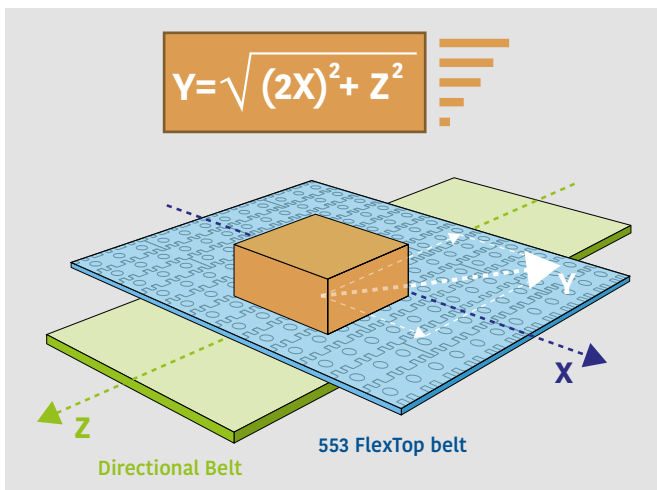 Y=√(2X)²+ Z²
Y
X
Z
553 FlexTop belt
Directional Belt